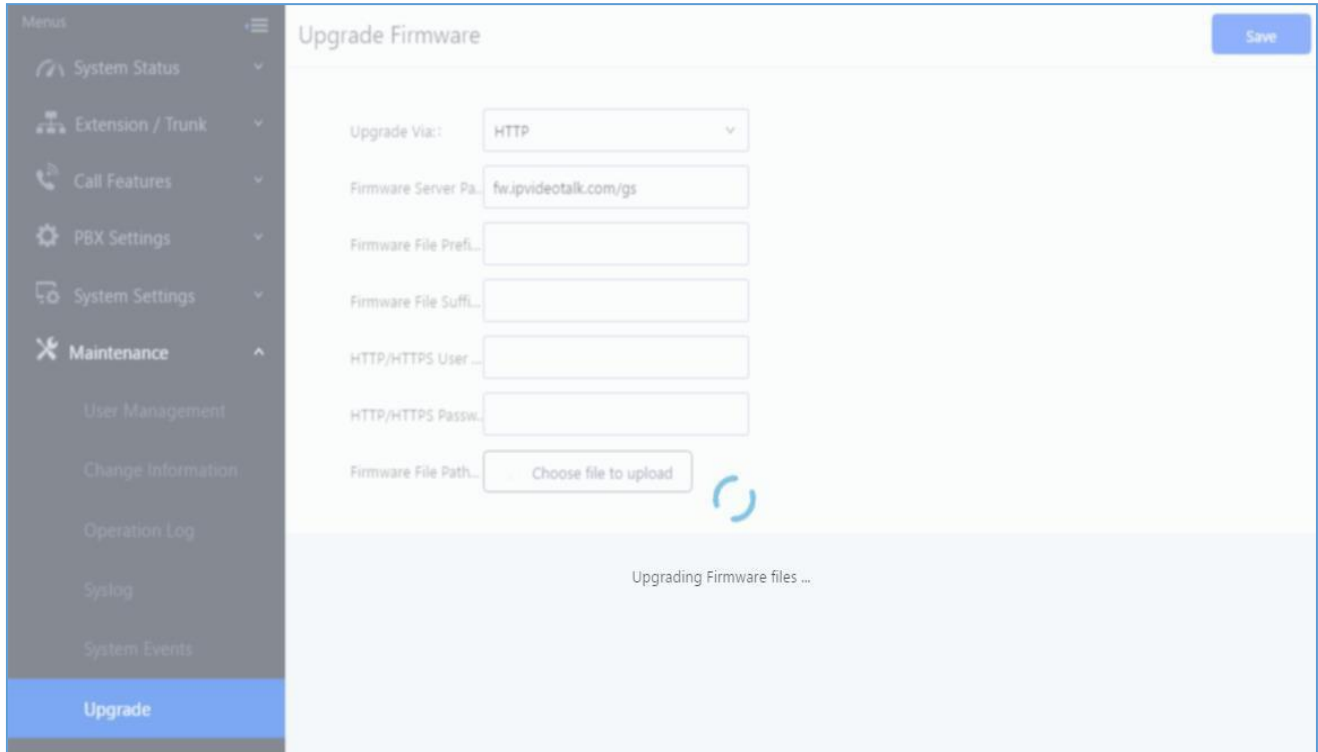 Menus
System Status
Extension / Trunk
Call Features
PBX Settings
System Settings
Maintenance
User Management
Change Information
Operation Log
Syslog
System Events
Upgrade
Upgrade Firmware
Save
Upgrade Via::
HTTP
Firmware Server Pa...
fw.ipvideotalk.com/gs
Firmware File Prefi...
Firmware File Suffi...
HTTP/HTTPS User ...
HTTP/HTTPS Passw...
Firmware File Path...
Choose file to upload
Upgrading Firmware files ...